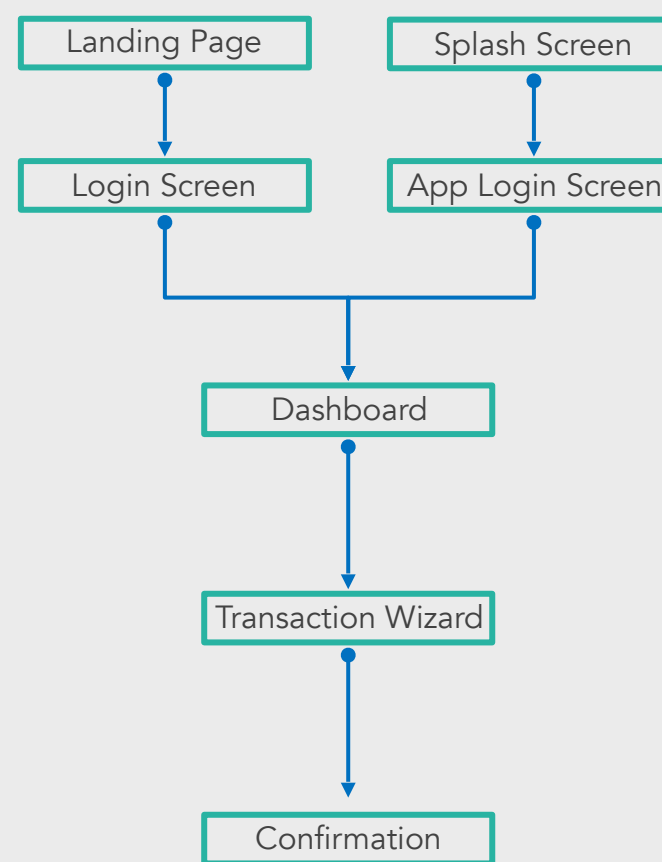 Landing Page
Splash Screen
Login Screen
App Login Screen
Dashboard
Transaction Wizard
Confirmation